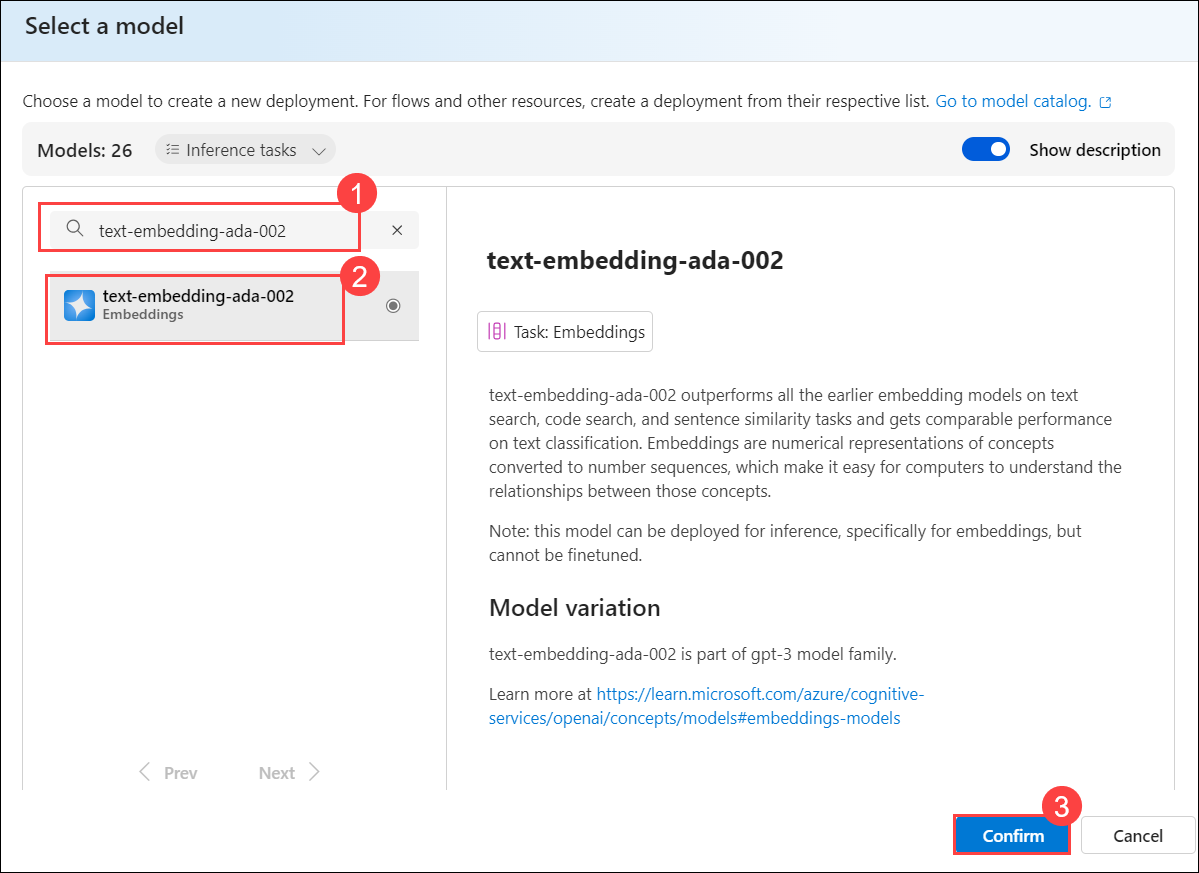 Select a model
Choose a model to create a new deployment. For flows and other resources, create a deployment from their respective list. Go to model catalog.
Models: 26
Inference tasks
Show description
1
text-embedding-ada-002
2
text-embedding-ada-002
Embeddings
text-embedding-ada-002
Task: Embeddings
text-embedding-ada-002 outperforms all the earlier embedding models on text
search, code search, and sentence similarity tasks and gets comparable performance
on text classification. Embeddings are numerical representations of concepts
converted to number sequences, which make it easy for computers to understand the
relationships between those concepts.
Note: this model can be deployed for inference, specifically for embeddings, but
cannot be finetuned.
Model variation
text-embedding-ada-002 is part of gpt-3 model family.
Learn more at https://learn.microsoft.com/azure/cognitive-
services/openai/concepts/models#embeddings-models
Prev
Next
3
Confirm
Cancel